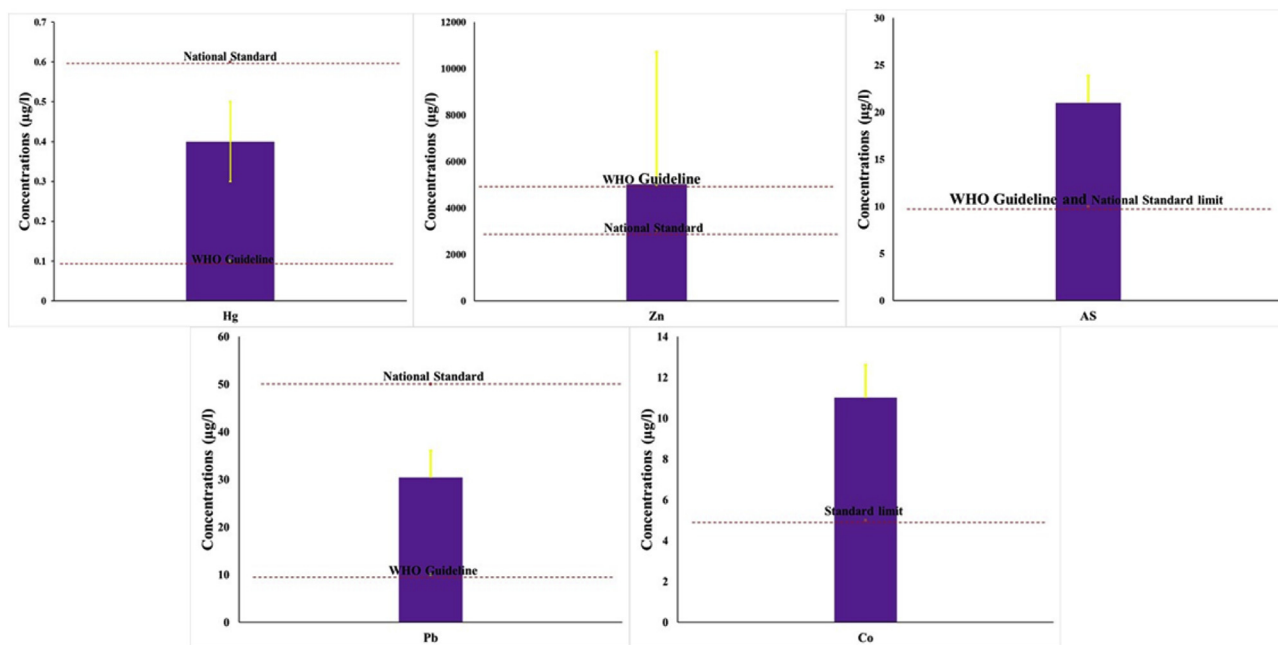 Concentrations (µg/l)
0.7
0.6
0.5
0.4
0.3
0.2
0.1
0
National Standard
WHO Guideline
Hg
Concentrations (µg/l)
12000
10000
8000
6000
4000
2000
0
WHO Guideline
National Standard
Zn
Concentrations (µg/l)
30
25
20
15
10
5
0
WHO Guideline and National Standard limit
AS
Concentrations (µg/l)
60
50
40
30
20
10
0
National Standard
WHO Guideline
Pb
Concentrations (µg/l)
14
12
10
8
6
4
2
0
Standard limit
Co